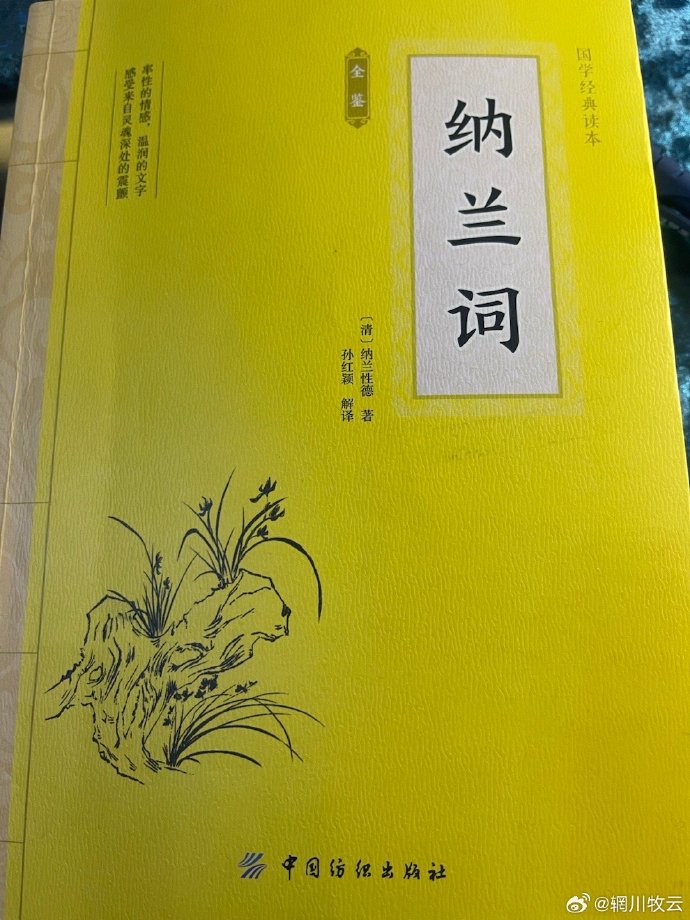 国学经典读本
纳兰词
全鉴
率性的情感、温润的文字
感受来自灵魂深处的震颤
〔清〕纳兰性德 著
孙红颖 解译
中国纺织出版社
@辋川牧云